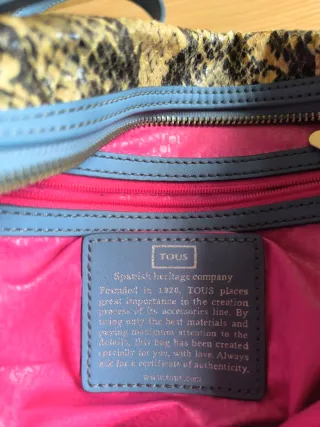 TOUS
Spanish heritage company
Founded in 1920, TOUS places
great importance in the creation
process of its accessories line. By
using only the best materials and
paying maximum attention to the
details, this bag has been created
specially for you, with love. Always
ask for a certificate of authenticity.
www.tous.com